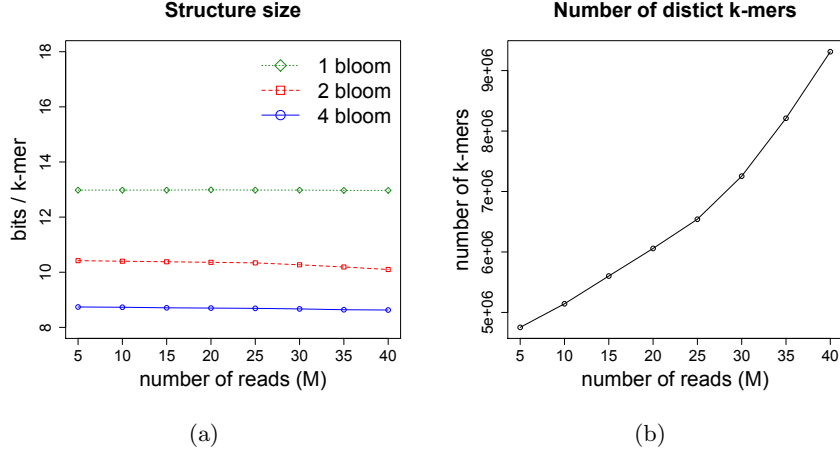 Structure size
18
16
14
12
10
8
bits / k-mer
1 bloom
2 bloom
4 bloom
5 10 15 20 25 30 35 40
number of reads (M)
(a)
Number of distict k-mers
9e+06
8e+06
7e+06
6e+06
5e+06
number of k-mers
5 10 15 20 25 30 35 40
number of reads (M)
(b)